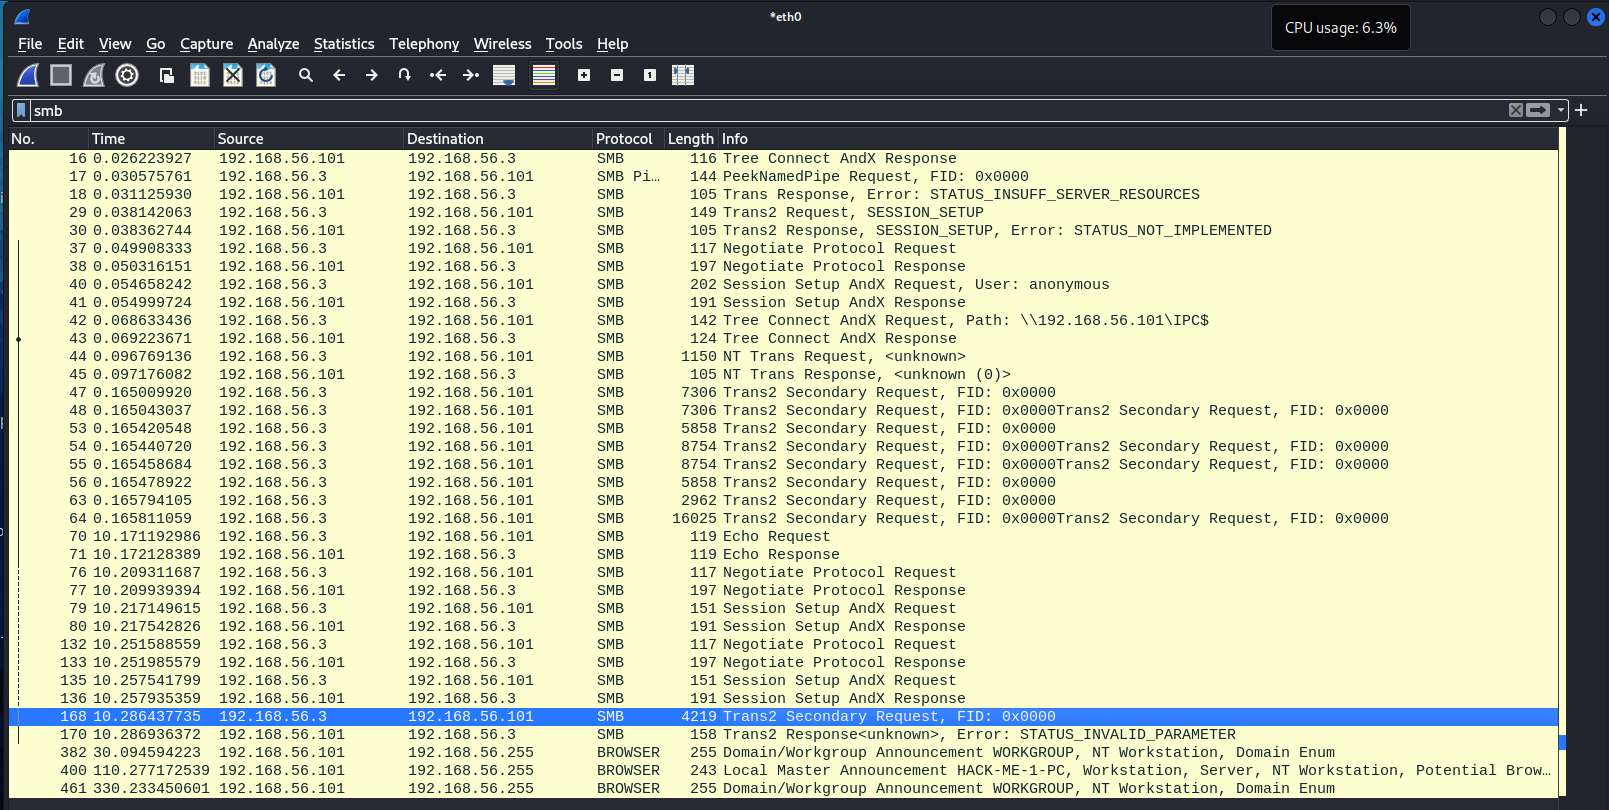 *eth0
CPU usage: 6.3%
File Edit View Go Capture Analyze Statistics Telephony Wireless Tools Help
smb
No. Time Source Destination Protocol Length Info
16 0.026223927 192.168.56.101 192.168.56.3 SMB 116 Tree Connect AndX Response
17 0.030575761 192.168.56.3 192.168.56.101 SMB Pi… 144 PeekNamedPipe Request, FID: 0x0000
18 0.031125930 192.168.56.101 192.168.56.3 SMB 105 Trans Response, Error: STATUS_INSUFF_SERVER_RESOURCES
29 0.038142063 192.168.56.3 192.168.56.101 SMB 149 Trans2 Request, SESSION_SETUP
30 0.038362744 192.168.56.101 192.168.56.3 SMB 105 Trans2 Response, SESSION_SETUP, Error: STATUS_NOT_IMPLEMENTED
37 0.049908333 192.168.56.3 192.168.56.101 SMB 117 Negotiate Protocol Request
38 0.050316151 192.168.56.101 192.168.56.3 SMB 197 Negotiate Protocol Response
40 0.054658242 192.168.56.3 192.168.56.101 SMB 202 Session Setup AndX Request, User: anonymous
41 0.054999724 192.168.56.101 192.168.56.3 SMB 191 Session Setup AndX Response
42 0.068633436 192.168.56.3 192.168.56.101 SMB 142 Tree Connect AndX Request, Path: \\192.168.56.101\IPC$
43 0.069223671 192.168.56.101 192.168.56.3 SMB 124 Tree Connect AndX Response
44 0.096769136 192.168.56.3 192.168.56.101 SMB 1150 NT Trans Request, <unknown>
45 0.097176082 192.168.56.101 192.168.56.3 SMB 105 NT Trans Response, <unknown (0)>
47 0.165009920 192.168.56.3 192.168.56.101 SMB 7306 Trans2 Secondary Request, FID: 0x0000
48 0.165043037 192.168.56.3 192.168.56.101 SMB 7306 Trans2 Secondary Request, FID: 0x0000Trans2 Secondary Request, FID: 0x0000
53 0.165420548 192.168.56.3 192.168.56.101 SMB 5858 Trans2 Secondary Request, FID: 0x0000
54 0.165440720 192.168.56.3 192.168.56.101 SMB 8754 Trans2 Secondary Request, FID: 0x0000Trans2 Secondary Request, FID: 0x0000
55 0.165458684 192.168.56.3 192.168.56.101 SMB 8754 Trans2 Secondary Request, FID: 0x0000Trans2 Secondary Request, FID: 0x0000
56 0.165478922 192.168.56.3 192.168.56.101 SMB 5858 Trans2 Secondary Request, FID: 0x0000
63 0.165794105 192.168.56.3 192.168.56.101 SMB 2962 Trans2 Secondary Request, FID: 0x0000
64 0.165811059 192.168.56.3 192.168.56.101 SMB 16025 Trans2 Secondary Request, FID: 0x0000Trans2 Secondary Request, FID: 0x0000
70 10.171192986 192.168.56.3 192.168.56.101 SMB 119 Echo Request
71 10.172128389 192.168.56.101 192.168.56.3 SMB 119 Echo Response
76 10.209311687 192.168.56.3 192.168.56.101 SMB 117 Negotiate Protocol Request
77 10.209939394 192.168.56.101 192.168.56.3 SMB 197 Negotiate Protocol Response
79 10.217149615 192.168.56.3 192.168.56.101 SMB 151 Session Setup AndX Request
80 10.217542826 192.168.56.101 192.168.56.3 SMB 191 Session Setup AndX Response
132 10.251588559 192.168.56.3 192.168.56.101 SMB 117 Negotiate Protocol Request
133 10.251985579 192.168.56.101 192.168.56.3 SMB 197 Negotiate Protocol Response
135 10.257541799 192.168.56.3 192.168.56.101 SMB 151 Session Setup AndX Request
136 10.257935359 192.168.56.101 192.168.56.3 SMB 191 Session Setup AndX Response
168 10.286437735 192.168.56.3 192.168.56.101 SMB 4219 Trans2 Secondary Request, FID: 0x0000
170 10.286936372 192.168.56.101 192.168.56.3 SMB 158 Trans2 Response<unknown>, Error: STATUS_INVALID_PARAMETER
382 30.094594223 192.168.56.101 192.168.56.255 BROWSER 255 Domain/Workgroup Announcement WORKGROUP, NT Workstation, Domain Enum
400 110.277172539 192.168.56.101 192.168.56.255 BROWSER 243 Local Master Announcement HACK-ME-1-PC, Workstation, Server, NT Workstation, Potential Brow…
461 330.233450601 192.168.56.101 192.168.56.255 BROWSER 255 Domain/Workgroup Announcement WORKGROUP, NT Workstation, Domain Enum